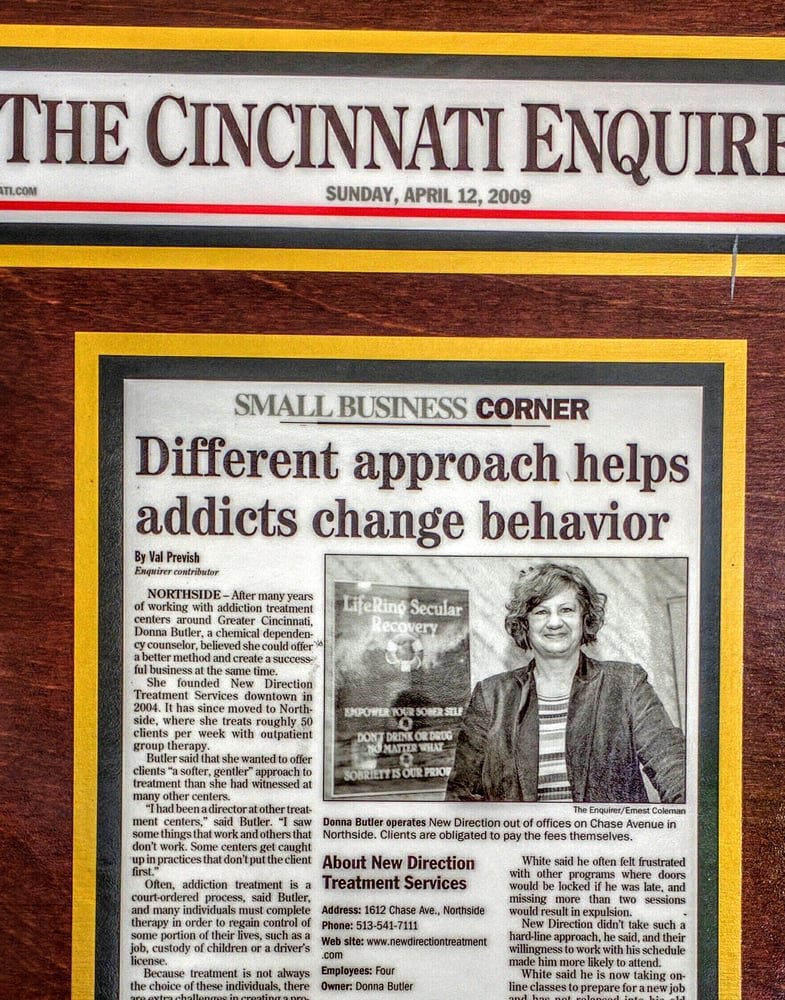 THE CINCINNATI ENQUIRE
ATI.COM
SUNDAY, APRIL 12, 2009
SMALL BUSINESS CORNER
Different approach helps
addicts change behavior
By Val Prevish
Enquirer contributor
NORTHSIDE – After many years
of working with addiction treatment
centers around Greater Cincinnati,
Donna Butler, a chemical dependen-
cy counselor, believed she could offer
a better method and create a success-
ful business at the same time.
She founded New Direction
Treatment Services downtown in
2004. It has since moved to North-
side, where she treats roughly 50
clients per week with outpatient
group therapy.
Butler said that she wanted to offer
clients “a softer, gentler” approach to
treatment than she had witnessed at
many other centers.
“I had been a director at other treat-
ment centers,” said Butler. “I saw
some things that work and others that
don’t work. Some centers get caught
up in practices that don’t put the client
first.”
Often, addiction treatment is a
court-ordered process, said Butler,
and many individuals must complete
therapy in order to regain control of
some portion of their lives, such as a
job, custody of children or a driver’s
license.
Because treatment is not always
the choice of these individuals, there
are extra challenges in creating a pro-
LifeRing Secular
Recovery
EMPOWER YOUR SOBER SELF
DON'T DRINK OR DRUG
NO MATTER WHAT
SOBRIETY IS OUR PRIOR
The Enquirer/Ernest Coleman
Donna Butler operates New Direction out of offices on Chase Avenue in
Northside. Clients are obligated to pay the fees themselves.
About New Direction
Treatment Services
Address: 1612 Chase Ave., Northside
Phone: 513-541-7111
Web site: www.newdirectiontreatment
.com
Employees: Four
Owner: Donna Butler
White said he often felt frustrated
with other programs where doors
would be locked if he was late, and
missing more than two sessions
would result in expulsion.
New Direction didn’t take such a
hard-line approach, he said, and their
willingness to work with his schedule
made him more likely to attend.
White said he is now taking on-
line classes to prepare for a new job
and has not relapsed into his old